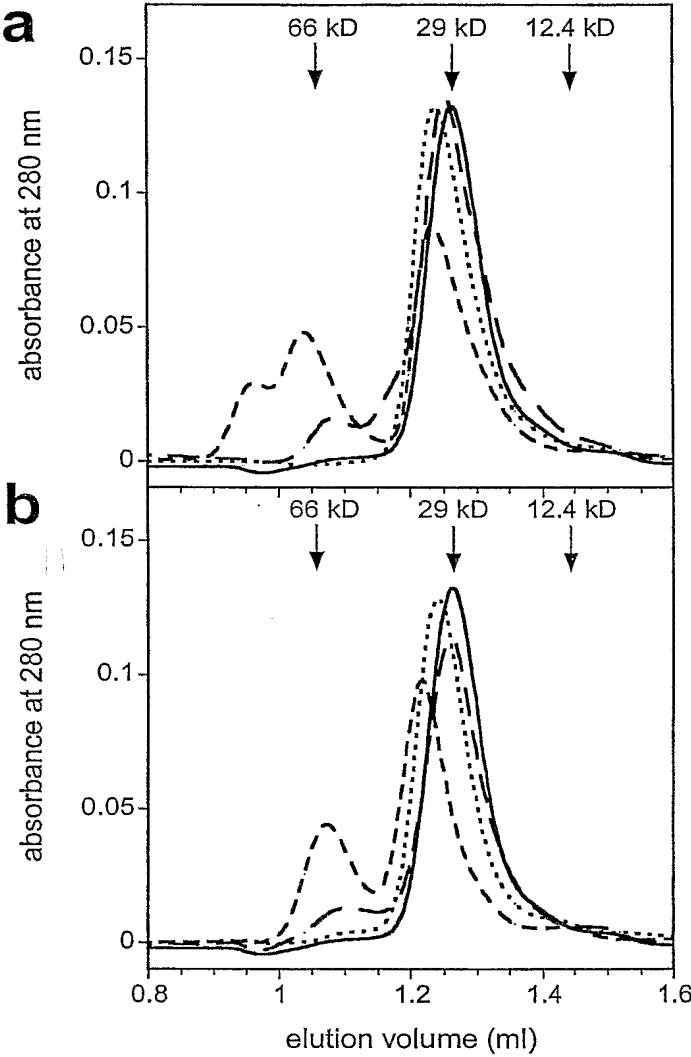 a
66 kD 29 kD 12.4 kD
0.15
0.1
0.05
0
absorbance at 280 nm
b
66 kD 29 kD 12.4 kD
0.15
0.1
0.05
0
absorbance at 280 nm
0.8 1 1.2 1.4 1.6
elution volume (ml)